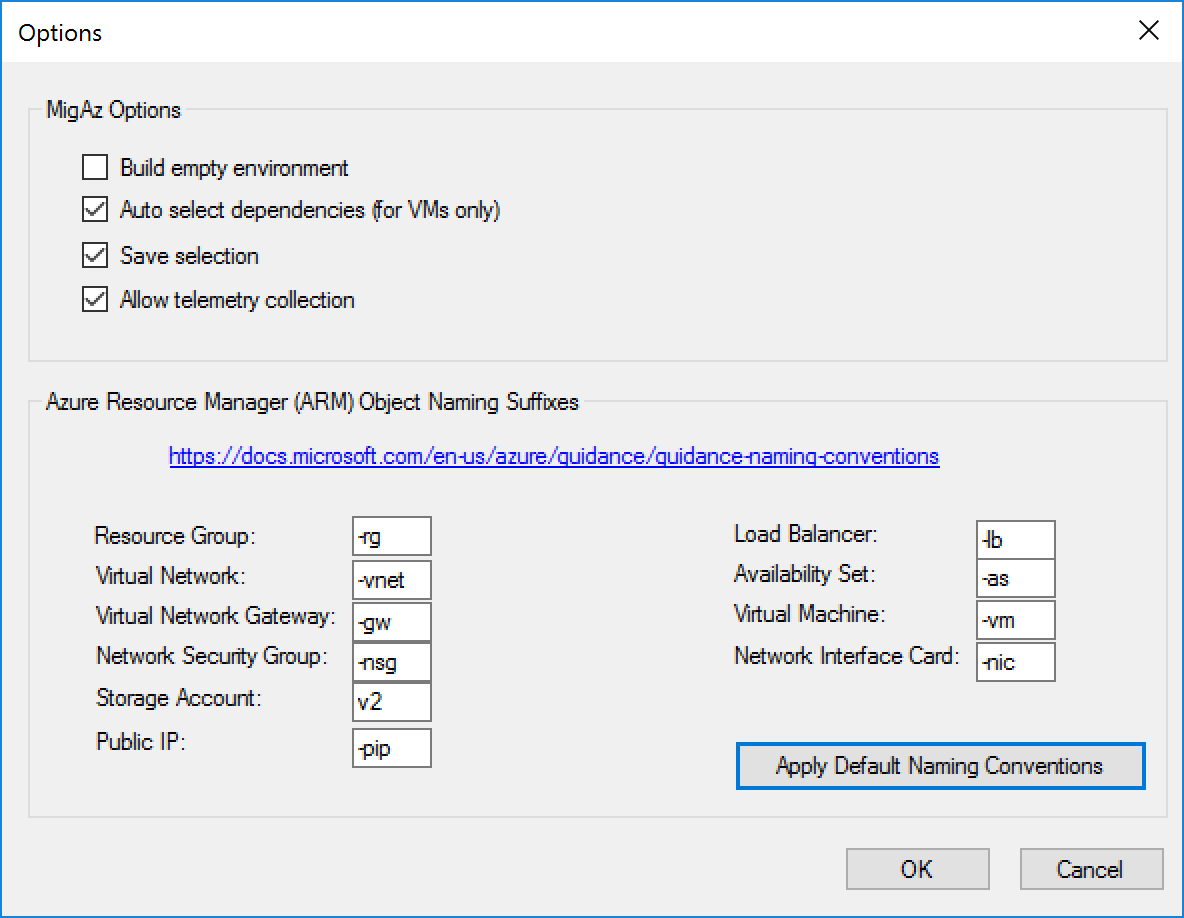 Options
MigAz Options
Build empty environment
Auto select dependencies (for VMs only)
Save selection
Allow telemetry collection
Azure Resource Manager (ARM) Object Naming Suffixes
https://docs.microsoft.com/en-us/azure/guidance/guidance-naming-conventions
Resource Group: -rg
Virtual Network: -vnet
Virtual Network Gateway: -gw
Network Security Group: -nsg
Storage Account: v2
Public IP: -pip
Load Balancer: -lb
Availability Set: -as
Virtual Machine: -vm
Network Interface Card: -nic
Apply Default Naming Conventions
OK Cancel